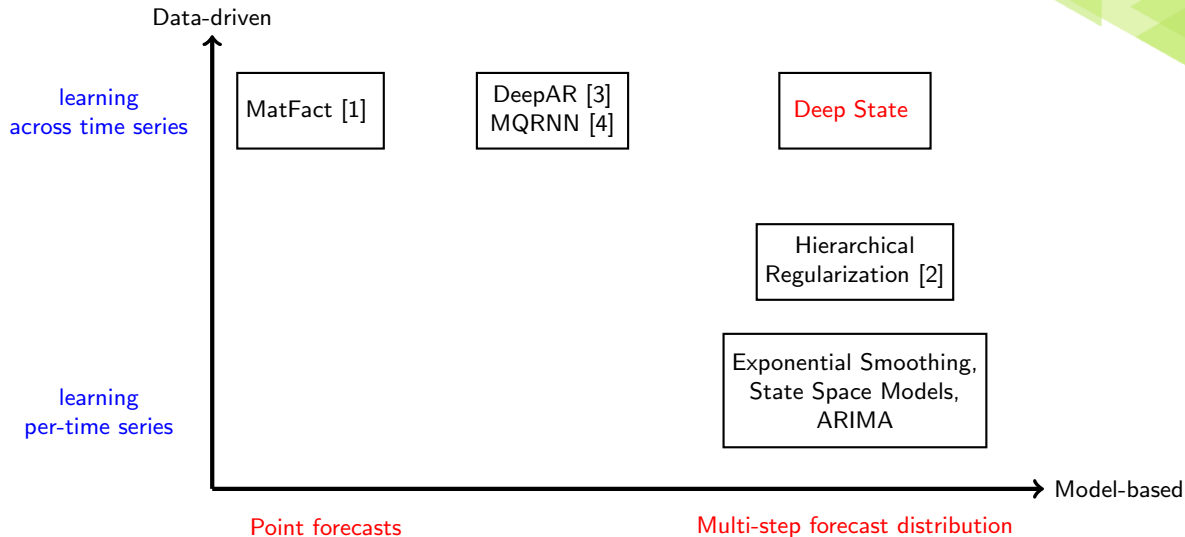 Data-driven
learning
across time series
MatFact [1]
DeepAR [3]
MQRNN [4]
Deep State
Hierarchical
Regularization [2]
Exponential Smoothing,
State Space Models,
ARIMA
learning
per-time series
Model-based
Point forecasts
Multi-step forecast distribution